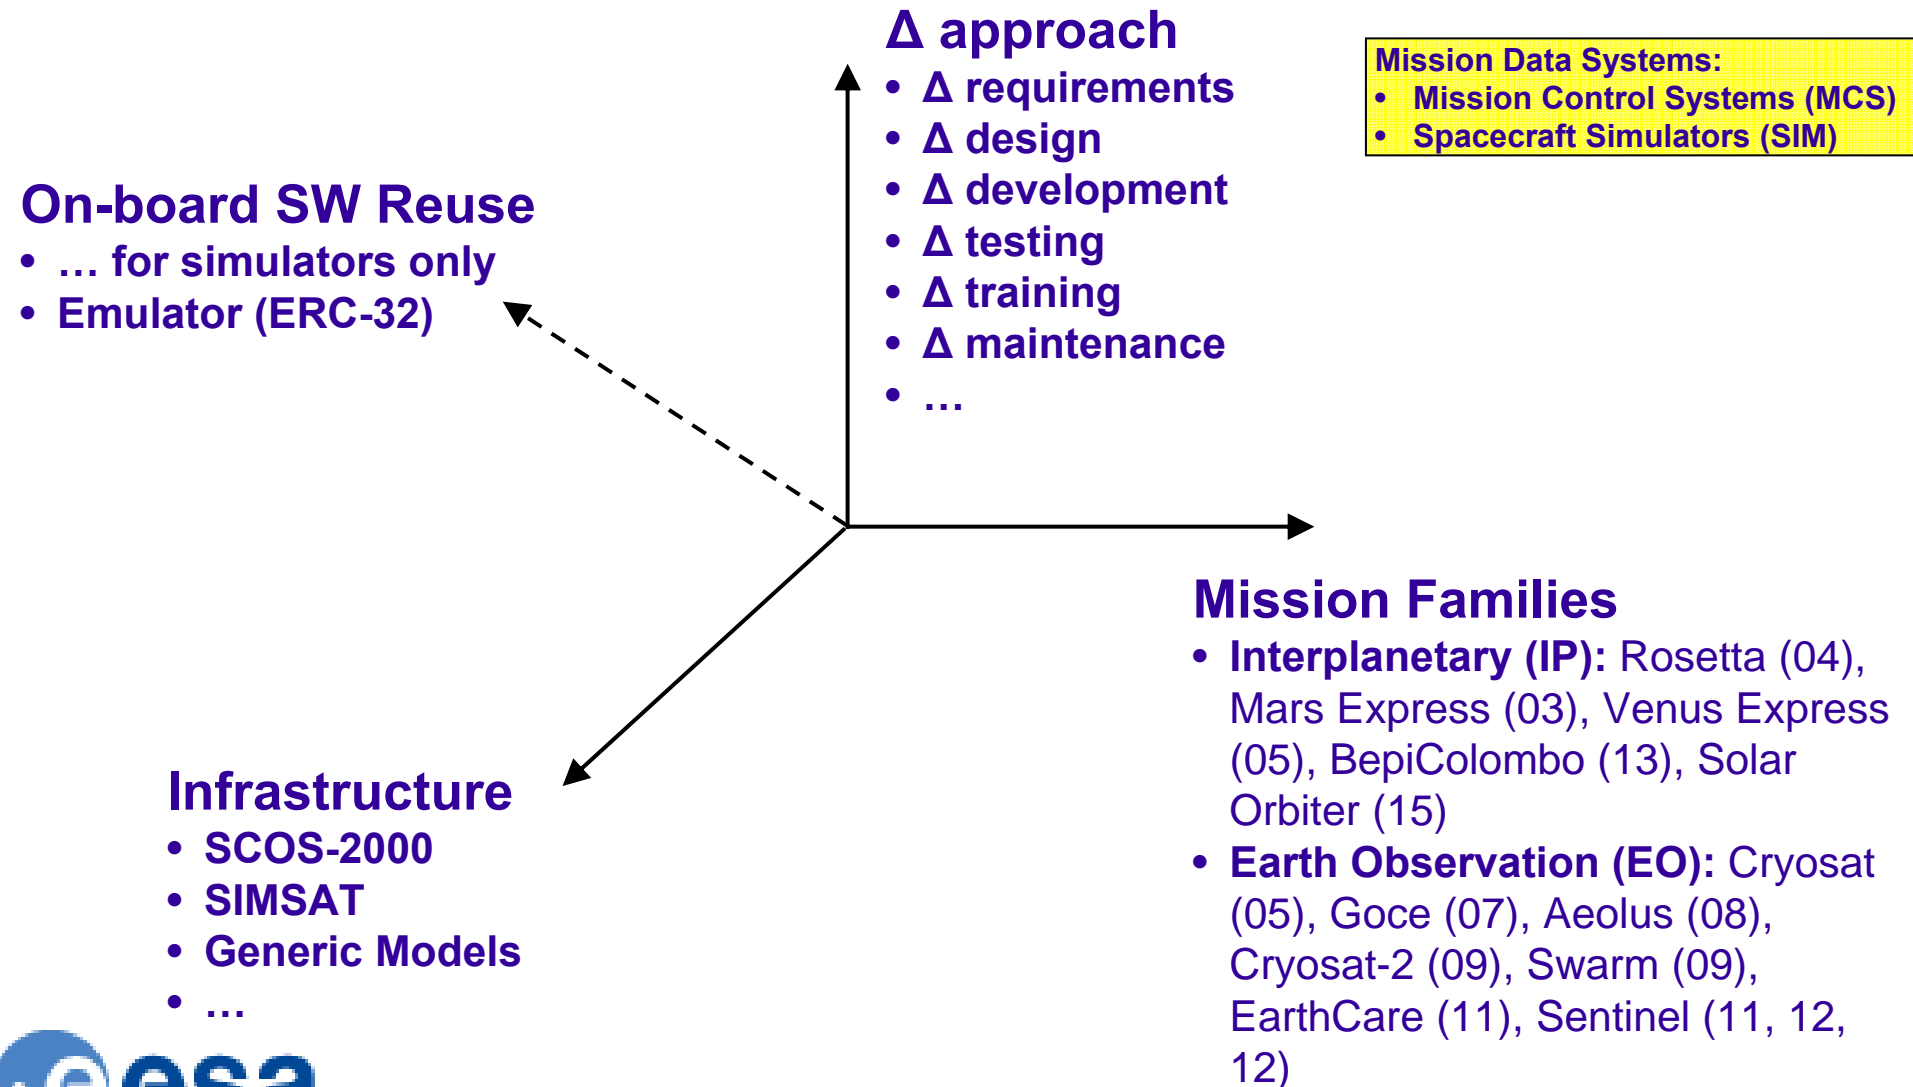 Δ approach
• Δ requirements
• Δ design
• Δ development
• Δ testing
• Δ training
• Δ maintenance
• …
Mission Data Systems:
• Mission Control Systems (MCS)
• Spacecraft Simulators (SIM)
On-board SW Reuse
• … for simulators only
• Emulator (ERC-32)
Mission Families
• Interplanetary (IP): Rosetta (04),
Mars Express (03), Venus Express
(05), BepiColombo (13), Solar
Orbiter (15)
• Earth Observation (EO): Cryosat
(05), Goce (07), Aeolus (08),
Cryosat-2 (09), Swarm (09),
EarthCare (11), Sentinel (11, 12,
12)
Infrastructure
• SCOS-2000
• SIMSAT
• Generic Models
• …
esa